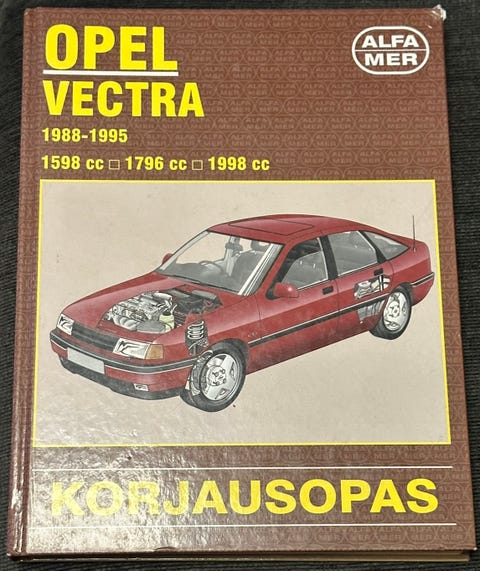 OPEL
VECTRA
ALFA
MER
1988-1995
1598 cc □ 1796 cc □ 1998 cc
KORJAUSOPAS